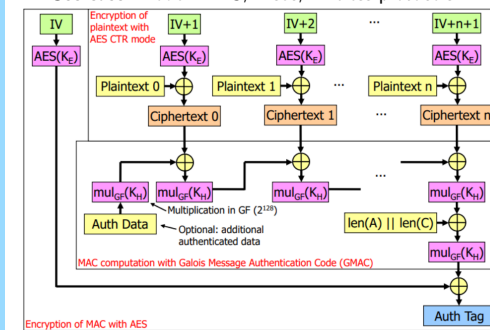 Encryption of
plaintext with
AES CTR mode
IV
IV+1
IV+2
...
IV+n+1
AES(KE)
AES(KE)
AES(KE)
AES(KE)
Plaintext 0
Plaintext 1
...
Plaintext n
Ciphertext 0
Ciphertext 1
Ciphertext n
...
mulGF(KH)
mulGF(KH)
mulGF(KH)
mulGF(KH)
Multiplication in GF (2^128)
Auth Data
Optional: additional
authenticated data
len(A) || len(C)
mulGF(KH)
MAC computation with Galois Message Authentication Code (GMAC)
Encryption of MAC with AES
Auth Tag